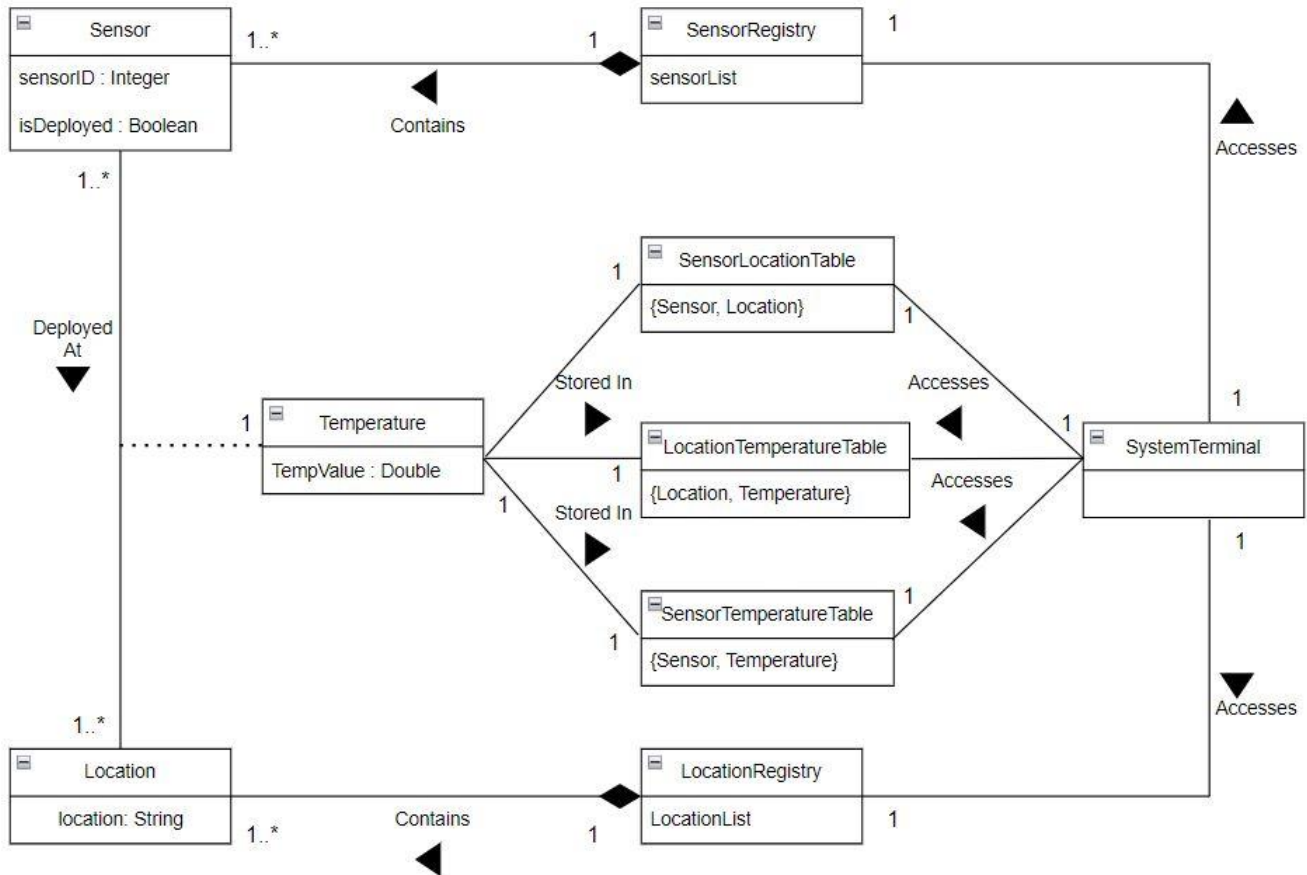 Sensor
sensorID : Integer
isDeployed : Boolean
1..*
1
Contains
SensorRegistry
sensorList
1
Accesses
1..*
Deployed
At
1
SensorLocationTable
{Sensor, Location}
1
Stored In
Accesses
1
Temperature
TempValue : Double
1
1
LocationTemperatureTable
{Location, Temperature}
1
1
SystemTerminal
Accesses
Stored In
1
1
SensorTemperatureTable
{Sensor, Temperature}
1
Accesses
1..*
Location
location: String
1..*
Contains
1
LocationRegistry
LocationList
1